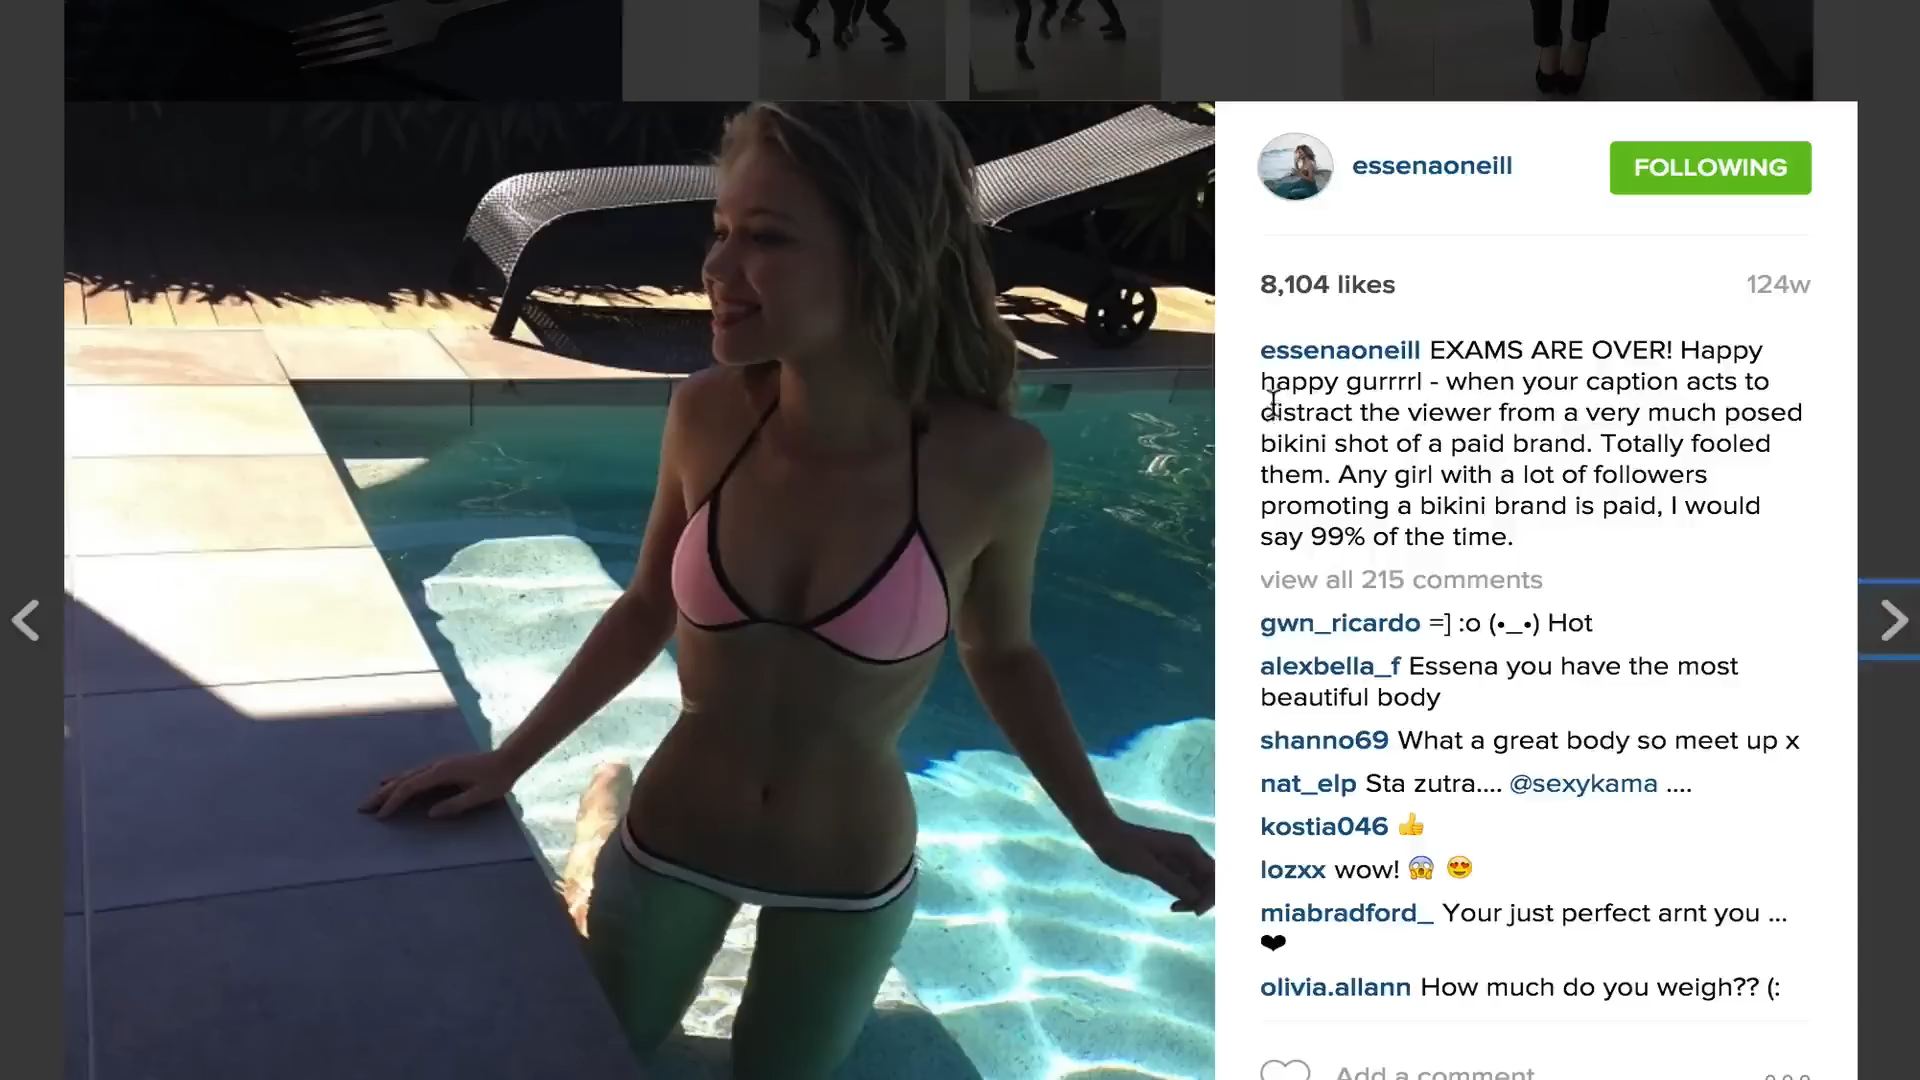 essenaoneill
FOLLOWING
8,104 likes
124w
essenaoneill EXAMS ARE OVER! Happy
happy gurrrrl - when your caption acts to
distract the viewer from a very much posed
bikini shot of a paid brand. Totally fooled
them. Any girl with a lot of followers
promoting a bikini brand is paid, I would
say 99% of the time.
view all 215 comments
gwn_ricardo =] :o (•_•) Hot
alexbella_f Essena you have the most
beautiful body
shanno69 What a great body so meet up x
nat_elp Sta zutra.... @sexykama ....
kostia046 👍
lozxx wow! 😱 😍
miabradford_ Your just perfect arnt you ...
❤
olivia.allann How much do you weigh?? (:
Add a comment